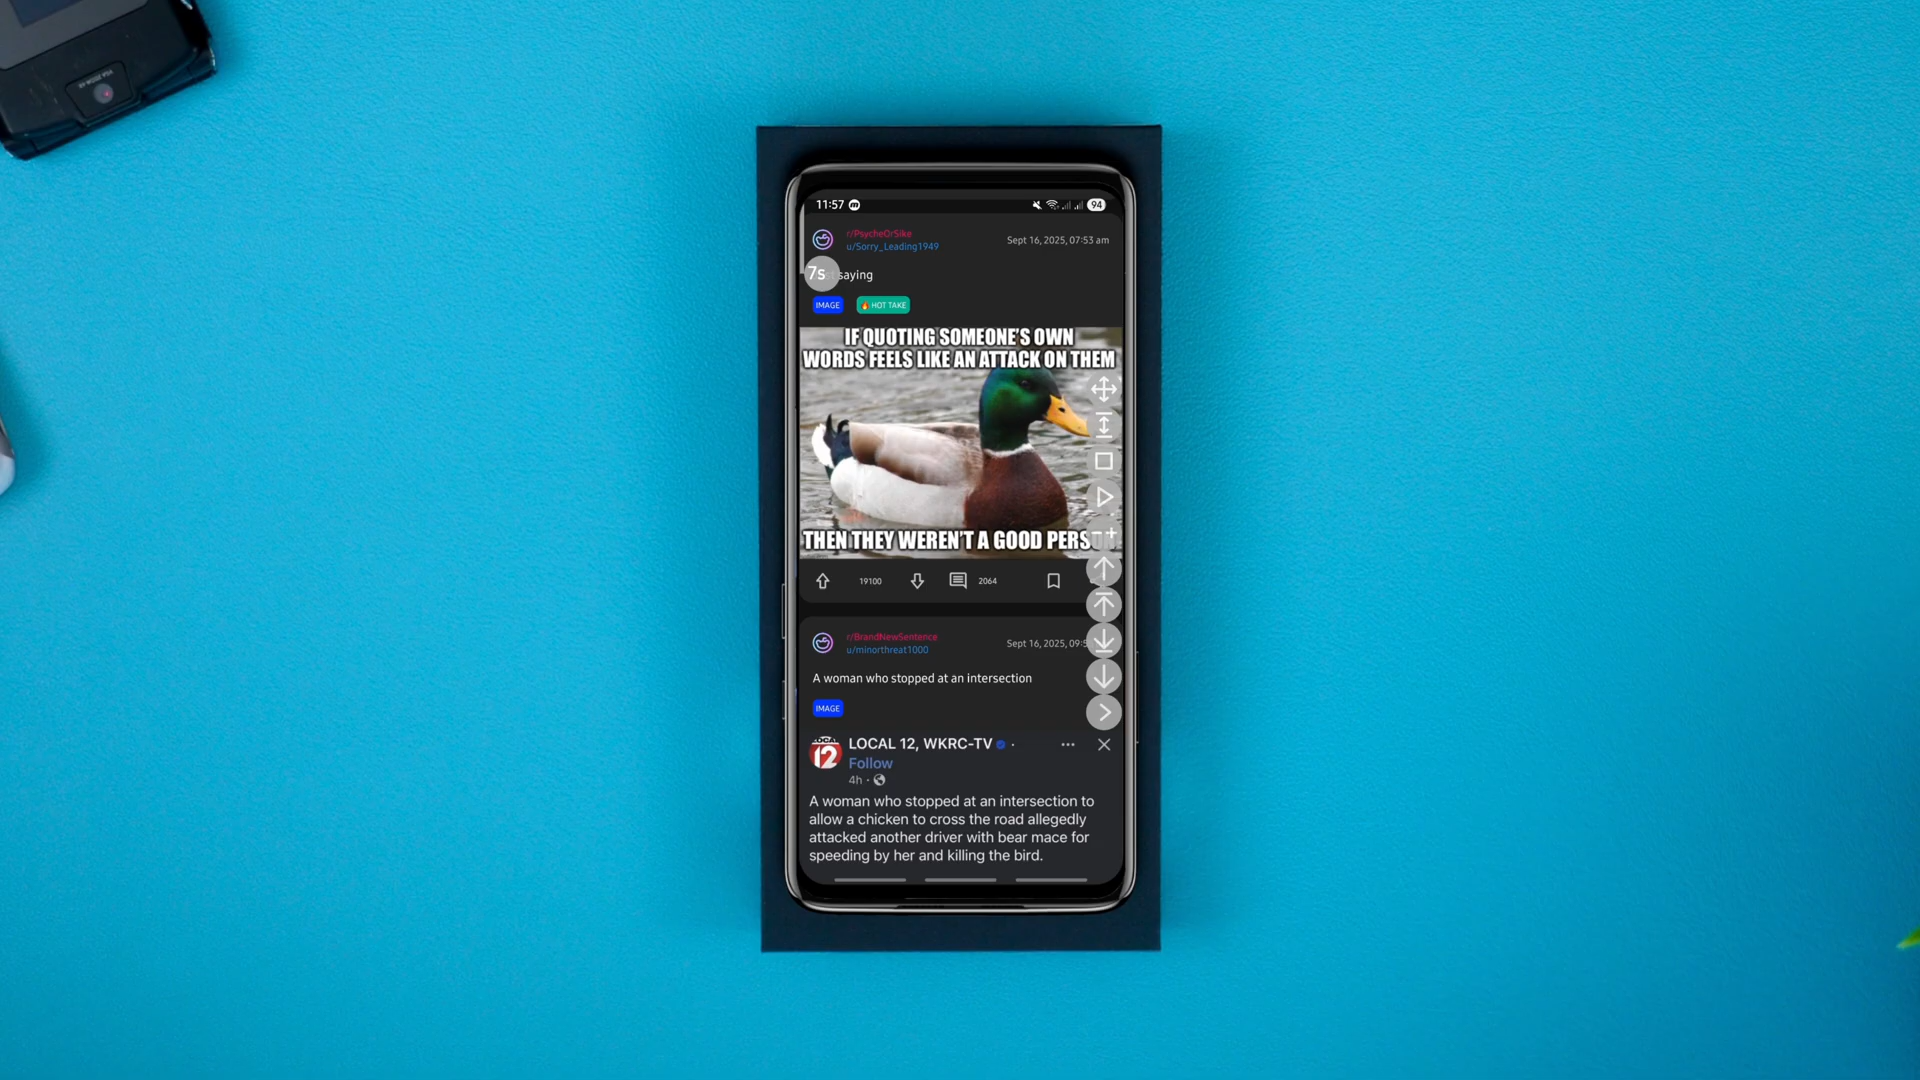 11:57
94
r/PsycheOrSike
u/Sorry_Leading1949
Sept 16, 2025, 07:53 am
7s
saying
IMAGE
🔥 HOT TAKE
IF QUOTING SOMEONE'S OWN
WORDS FEELS LIKE AN ATTACK ON THEM
THEN THEY WEREN'T A GOOD PERS
19100
2064
r/BrandNewSentence
u/minorthreat1000
Sept 16, 2025, 09:5
A woman who stopped at an intersection
IMAGE
LOCAL 12, WKRC-TV
Follow
4h
A woman who stopped at an intersection to
allow a chicken to cross the road allegedly
attacked another driver with bear mace for
speeding by her and killing the bird.